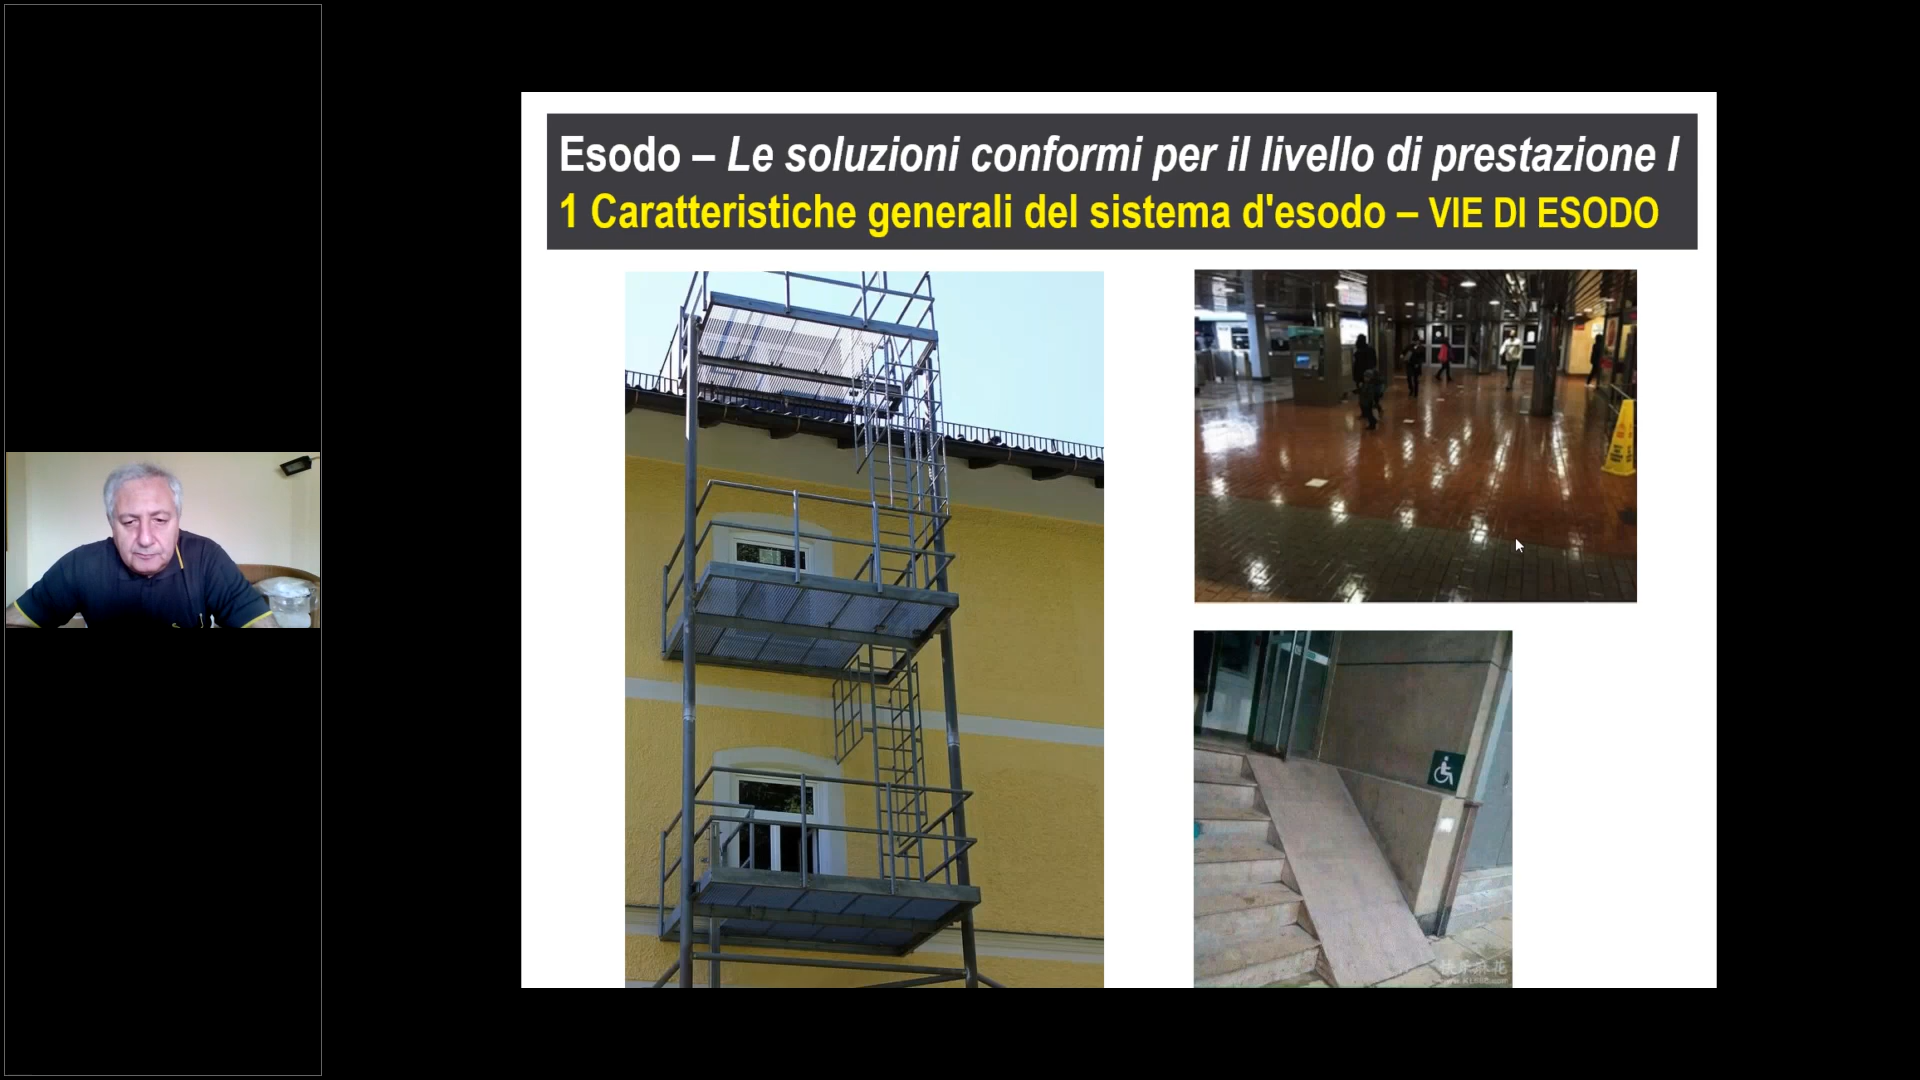 Esodo – Le soluzioni conformi per il livello di prestazione I
1 Caratteristiche generali del sistema d'esodo – VIE DI ESODO